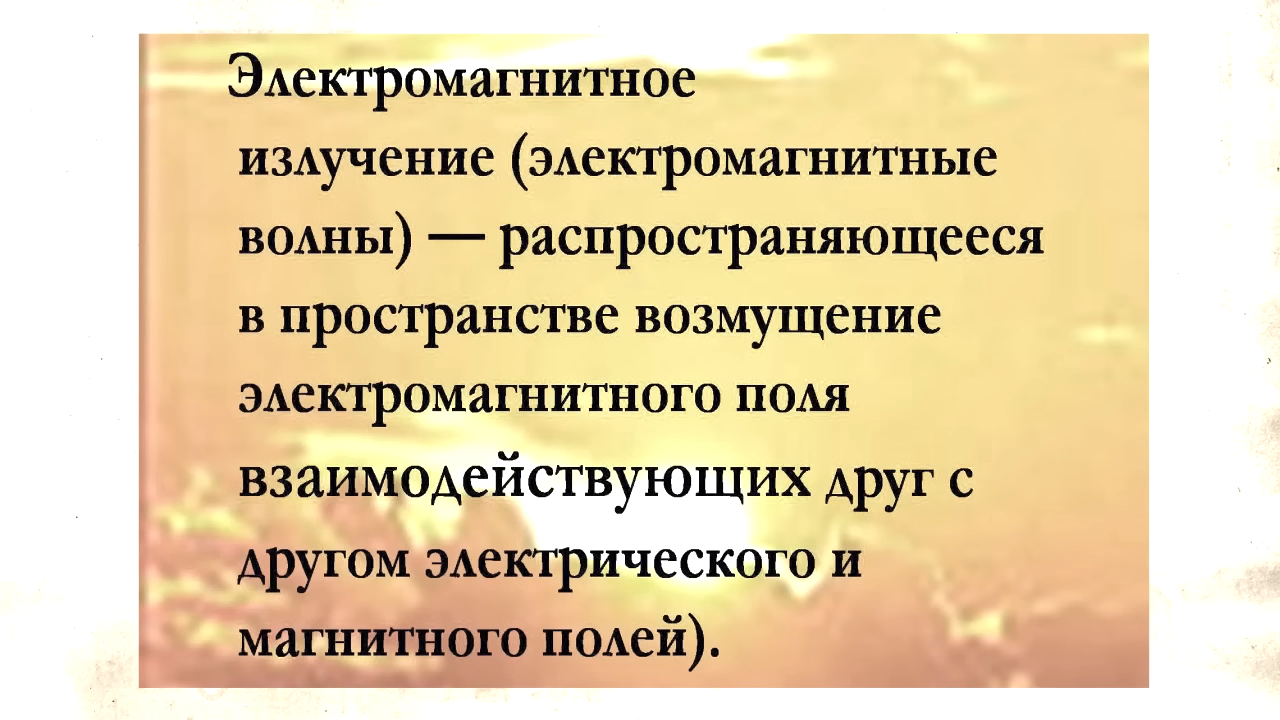 Электромагнитное
излучение (электромагнитные
волны) — распространяющееся
в пространстве возмущение
электромагнитного поля
взаимодействующих друг с
другом электрического и
магнитного полей).